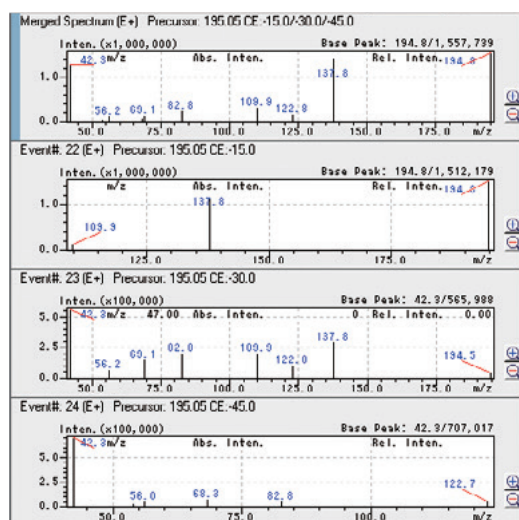 Merged Spectrum (E+) Precursor: 195.05 CE:-15.0/-30.0/-45.0
Inten. (x1,000,000) Base Peak: 194.8/1,557,739
42.3 m/z Abs. Inten. Rel. Inten. 194.8
137.8
1.0
56.2 69.1 82.8 109.9 122.8
0.0
50.0 75.0 100.0 125.0 150.0 175.0 m/z
Event#: 22 (E+) Precursor: 195.05 CE:-15.0
Inten. (x1,000,000) Base Peak: 194.8/1,512,179
m/z Abs. Inten. Rel. Inten. 194.8
1.0 137.8
109.9
0.0
125.0 150.0 175.0 m/z
Event#: 23 (E+) Precursor: 195.05 CE:-30.0
Inten. (x100,000) Base Peak: 42.3/565,988
5.0 42.3 m/z 47.00 Abs. Inten. 0. Rel. Inten. 0.00
137.8
2.5 56.2 69.1 82.0 109.9 122.0 194.5
0.0
50.0 75.0 100.0 125.0 150.0 175.0 m/z
Event#: 24 (E+) Precursor: 195.05 CE:-45.0
Inten. (x100,000) Base Peak: 42.3/707,017
42.3 m/z Abs. Inten. Rel. Inten.
5.0
2.5 56.0 68.3 82.8 122.7
0.0
50.0 75.0 100.0 m/z